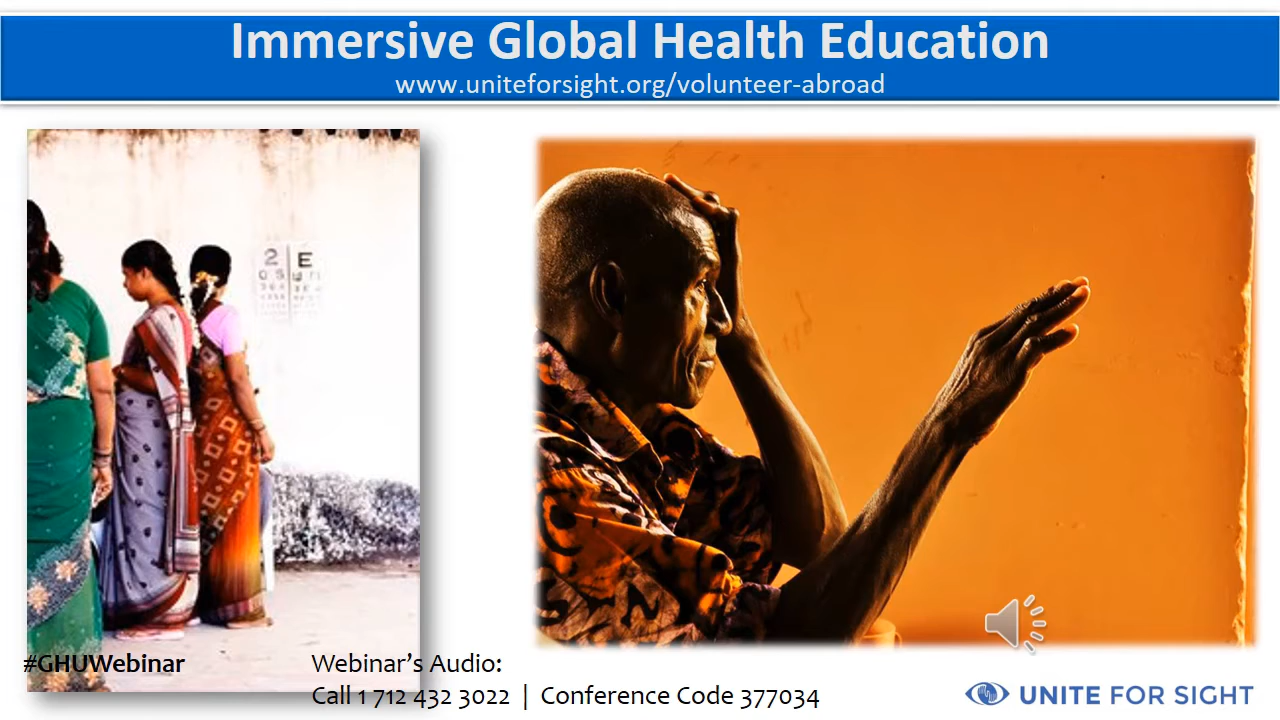 Immersive Global Health Education
www.uniteforsight.org/volunteer-abroad
2 E
#GHUWebinar
Webinar's Audio:
Call 1 712 432 3022 | Conference Code 377034
UNITE FOR SIGHT